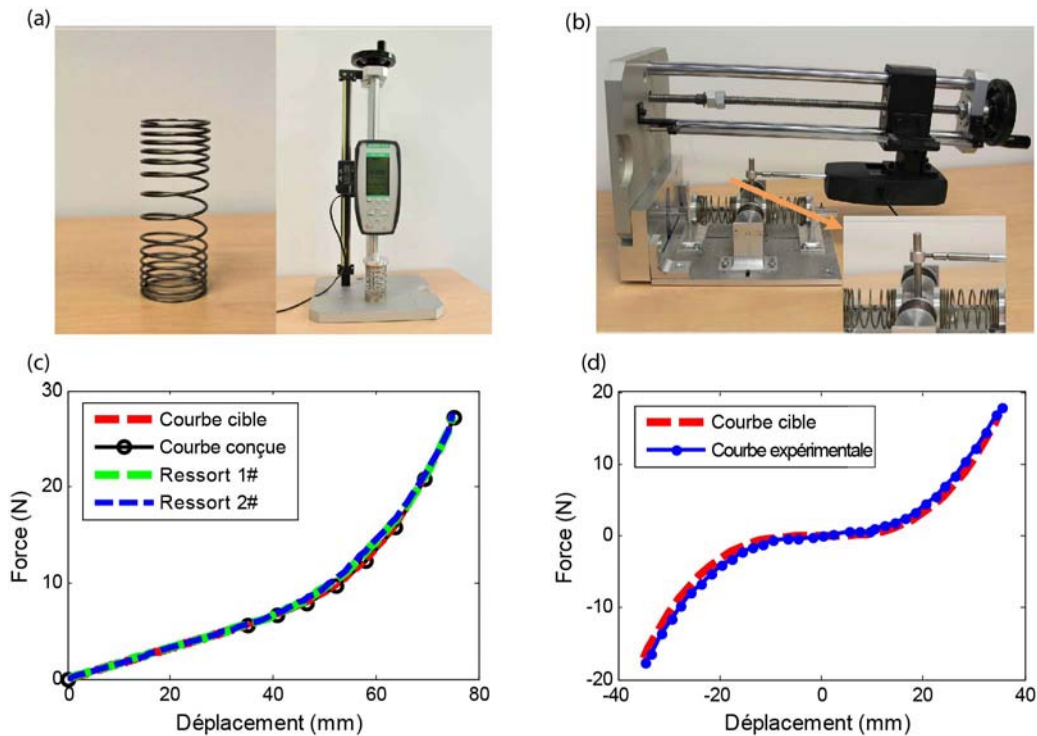 (a)
(b)
(c)
30
20
10
0
Force (N)
Courbe cible
Courbe conçue
Ressort 1#
Ressort 2#
0
20
40
60
80
Déplacement (mm)
(d)
20
10
0
-10
-20
Force (N)
Courbe cible
Courbe expérimentale
-40
-20
0
20
40
Déplacement (mm)